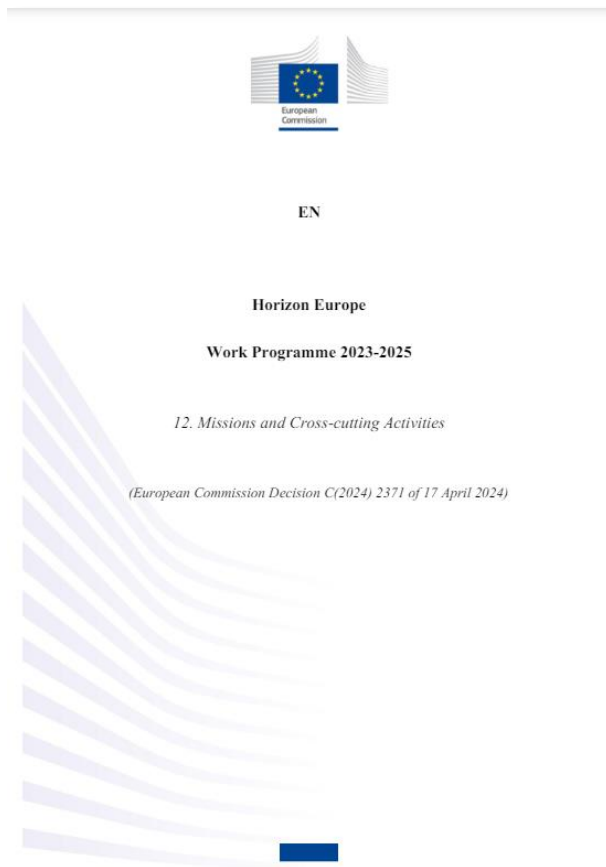 European
Commission
EN
Horizon Europe
Work Programme 2023-2025
12. Missions and Cross-cutting Activities
(European Commission Decision C(2024) 2371 of 17 April 2024)